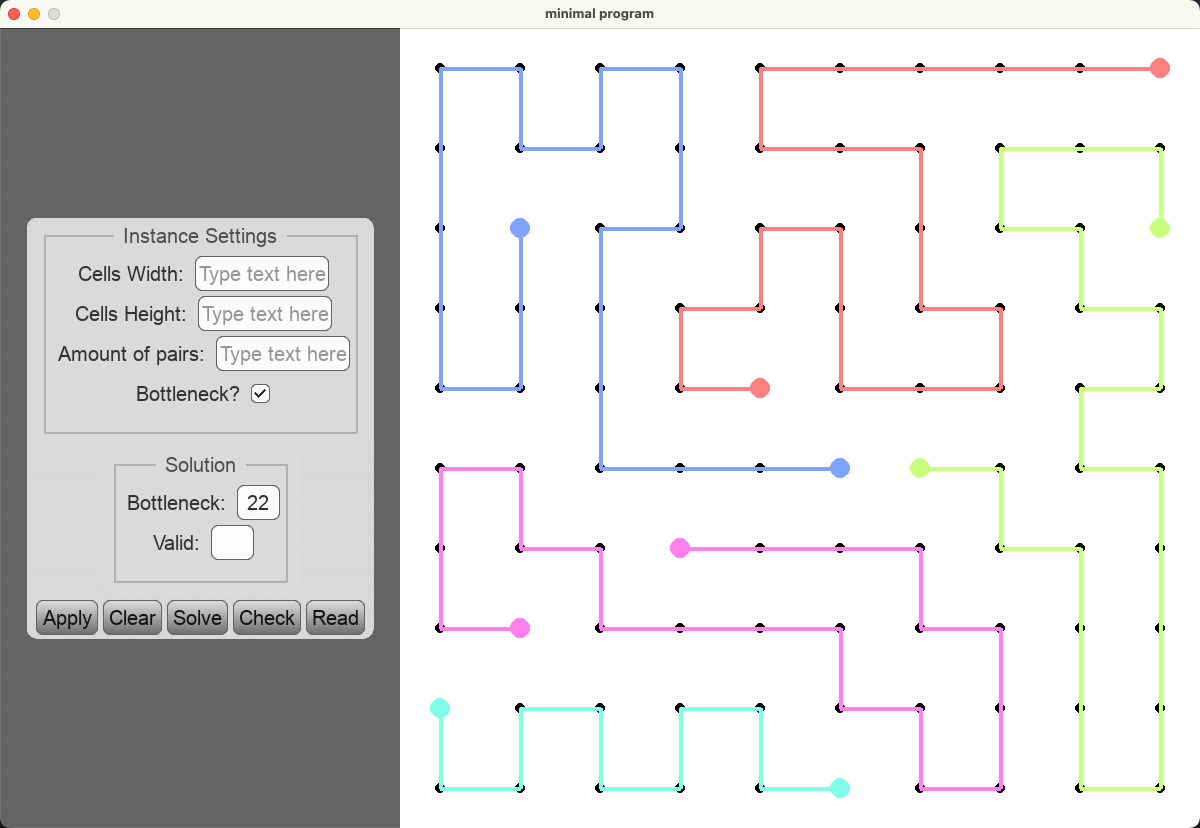 minimal program
Instance Settings
Cells Width: Type text here
Cells Height: Type text here
Amount of pairs: Type text here
Bottleneck?
Solution
Bottleneck: 22
Valid:
Apply Clear Solve Check Read